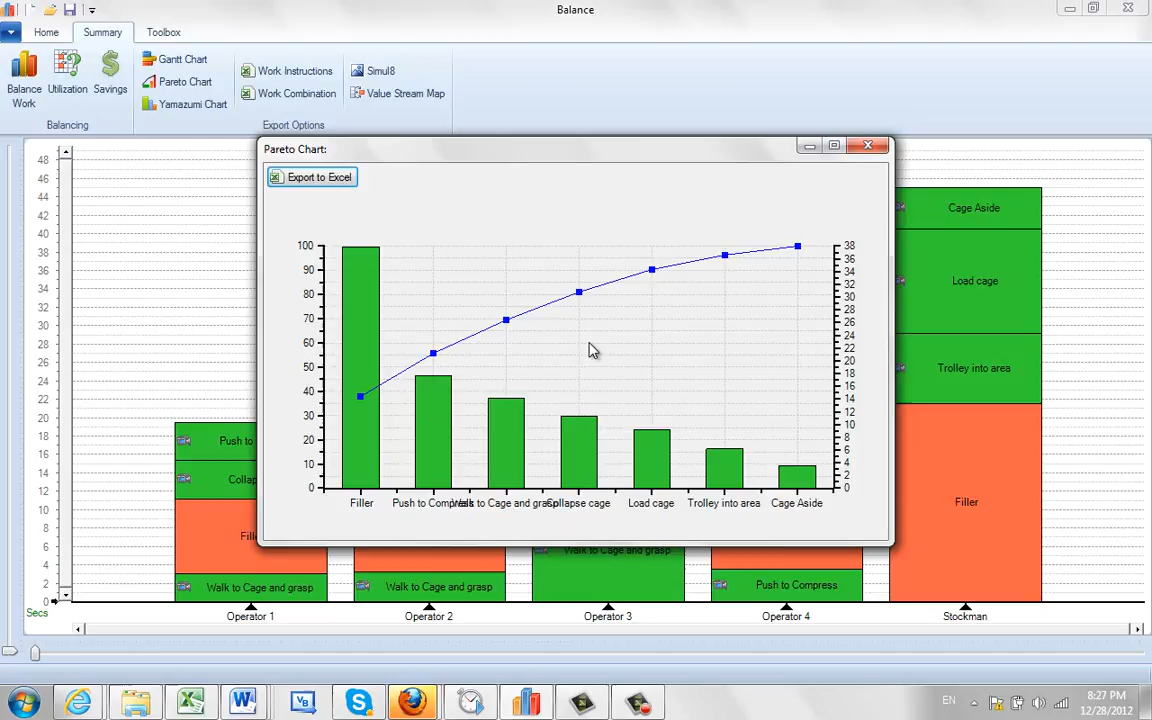 Balance
Home
Summary
Toolbox
Balance
Work
Utilization
Savings
Gantt Chart
Pareto Chart
Yamazumi Chart
Work Instructions
Work Combination
Simul8
Value Stream Map
Balancing
Export Options
Pareto Chart:
Export to Excel
48
46
44
42
40
38
36
34
32
30
28
26
24
22
20
18
16
14
12
10
8
6
4
2
0
Secs
100
90
80
70
60
50
40
30
20
10
0
38
36
34
32
30
28
26
24
22
20
18
16
14
12
10
8
6
4
2
0
Filler
Push to Compress
Walk to Cage and grasp
Collapse cage
Load cage
Trolley into area
Cage Aside
Push to
Collap
Fille
Walk to Cage and grasp
Walk to Cage and grasp
Walk to Cage and grasp
Push to Compress
Cage Aside
Load cage
Trolley into area
Filler
Operator 1
Operator 2
Operator 3
Operator 4
Stockman
EN
8:27 PM
12/28/2012